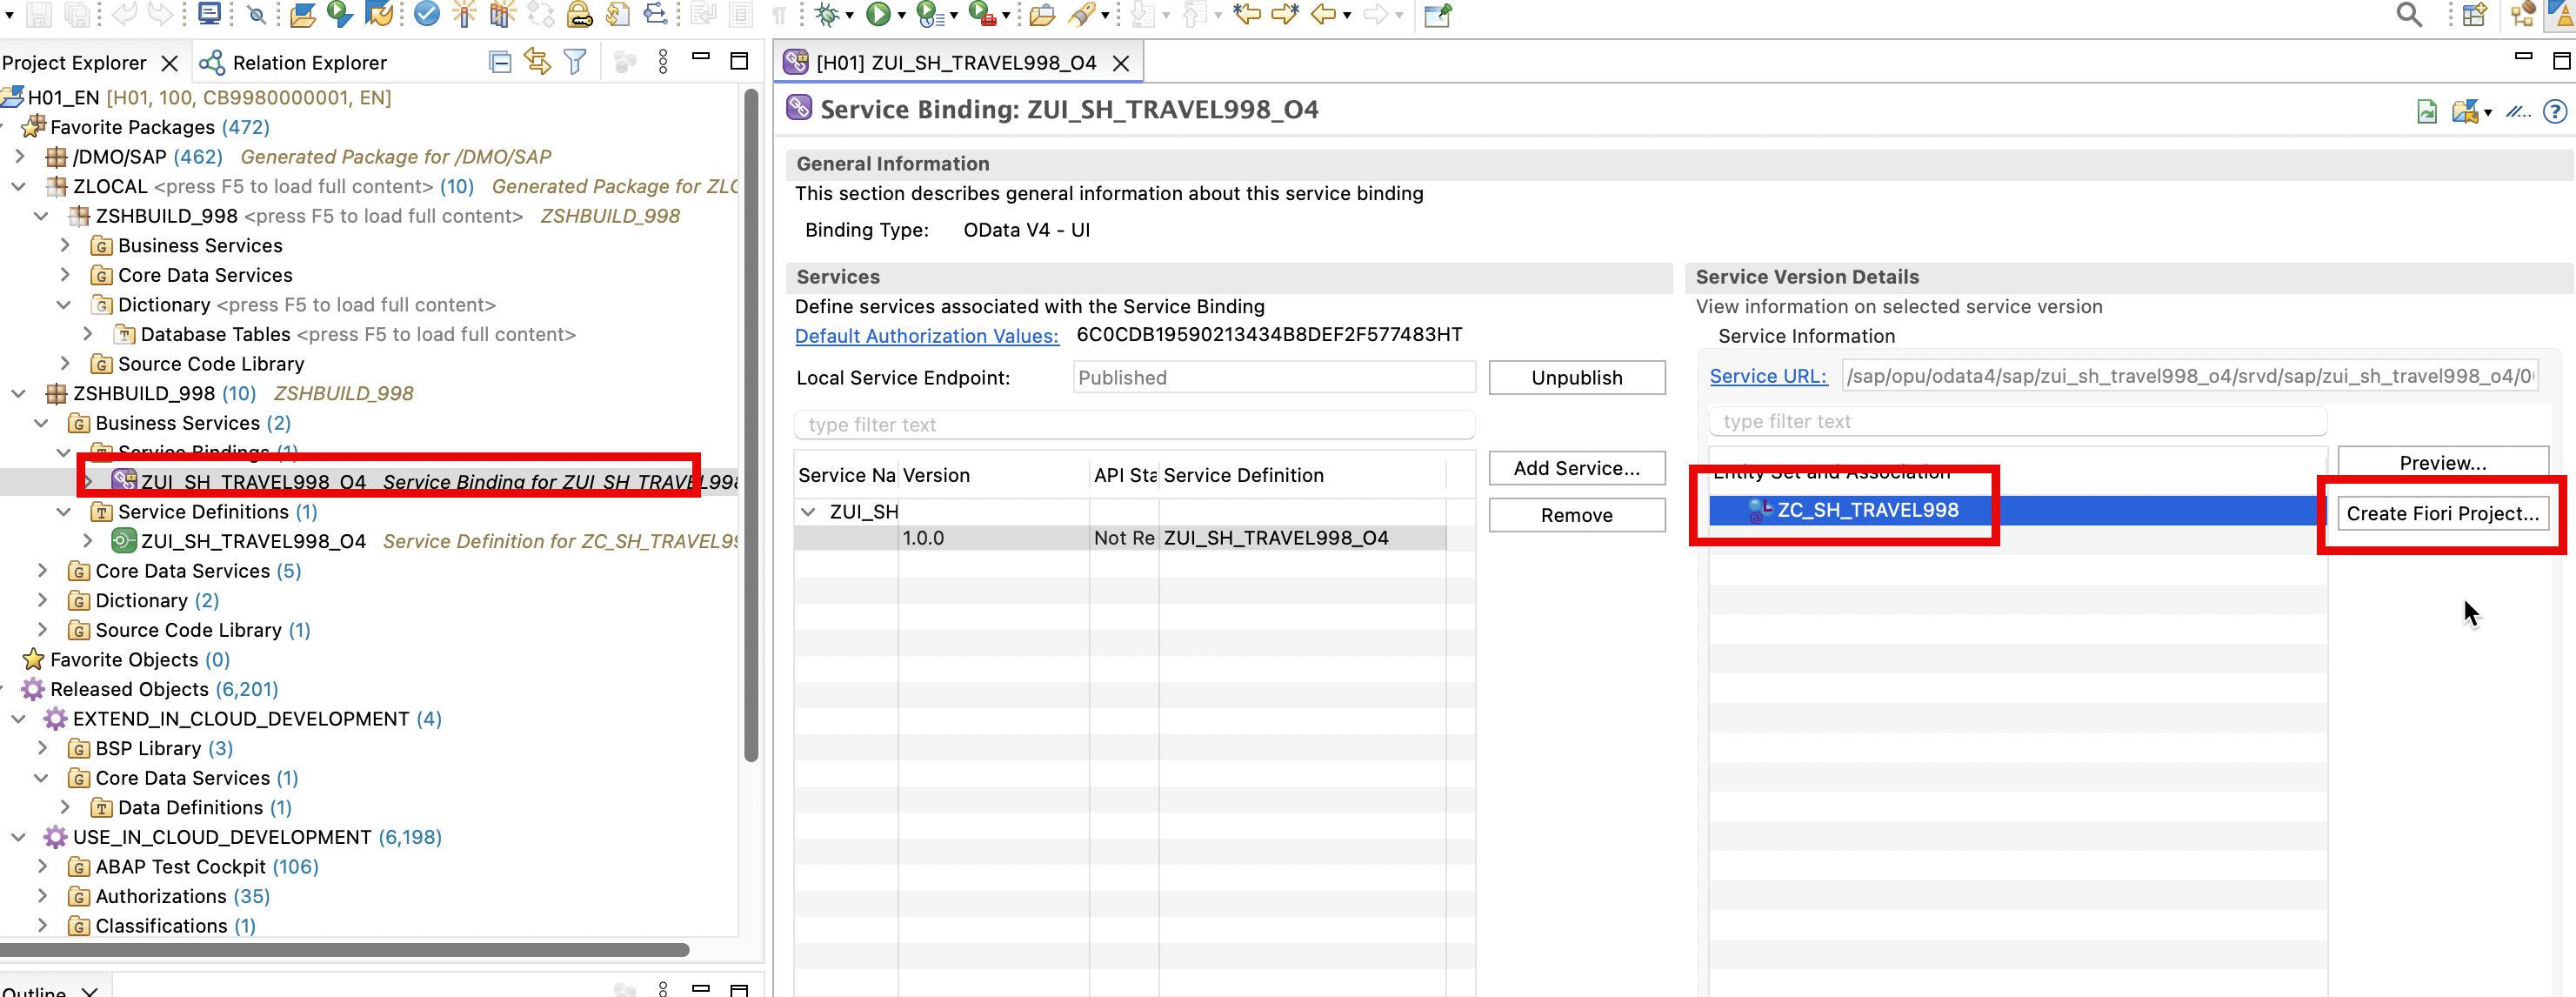 Project Explorer
Relation Explorer
H01_EN [H01, 100, CB9980000001, EN]
Favorite Packages (472)
/DMO/SAP (462) Generated Package for /DMO/SAP
ZLOCAL <press F5 to load full content> (10) Generated Package for ZLO
ZSHBUILD_998 <press F5 to load full content> ZSHBUILD_998
Business Services
Core Data Services
Dictionary <press F5 to load full content>
Database Tables <press F5 to load full content>
Source Code Library
ZSHBUILD_998 (10) ZSHBUILD_998
Business Services (2)
Service Bindings (1)
ZUI_SH_TRAVEL998_O4 Service Binding for ZUI_SH_TRAVEL998
Service Definitions (1)
ZUI_SH_TRAVEL998_O4 Service Definition for ZC_SH_TRAVEL99
Core Data Services (5)
Dictionary (2)
Source Code Library (1)
Favorite Objects (0)
Released Objects (6,201)
EXTEND_IN_CLOUD_DEVELOPMENT (4)
BSP Library (3)
Core Data Services (1)
Data Definitions (1)
USE_IN_CLOUD_DEVELOPMENT (6,198)
ABAP Test Cockpit (106)
Authorizations (35)
Classifications (1)
Outline
[H01] ZUI_SH_TRAVEL998_O4
Service Binding: ZUI_SH_TRAVEL998_O4
General Information
This section describes general information about this service binding
Binding Type: OData V4 - UI
Services
Define services associated with the Service Binding
Default Authorization Values: 6C0CDB19590213434B8DEF2F577483HT
Local Service Endpoint: Published Unpublish
type filter text
Service Na Version API Sta Service Definition
Add Service...
ZUI_SH
Remove
1.0.0 Not Re ZUI_SH_TRAVEL998_O4
Service Version Details
View information on selected service version
Service Information
Service URL: /sap/opu/odata4/sap/zui_sh_travel998_o4/srvd/sap/zui_sh_travel998_o4/0
type filter text
Preview...
Entity Set and Association
ZC_SH_TRAVEL998
Create Fiori Project...